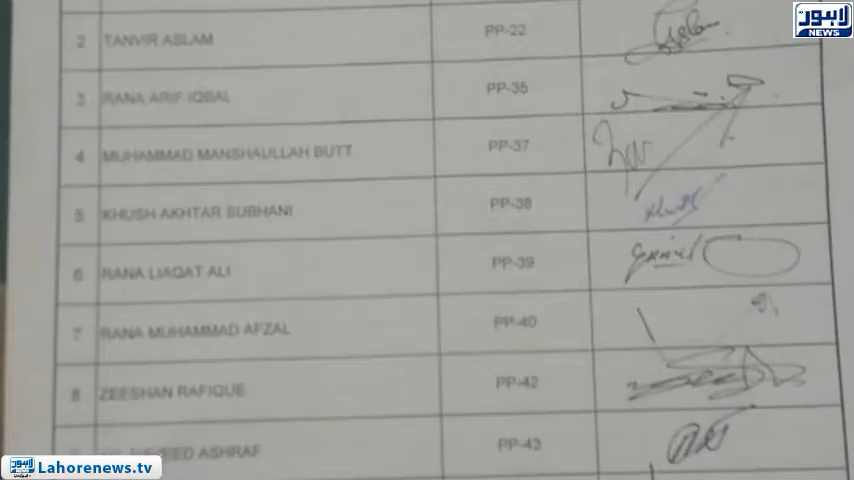 لاہور
NEWS
2 TANVIR ASLAM PP-22
3 RANA ARIF IQBAL PP-35
4 MUHAMMAD MANSHAULLAH BUTT PP-37
5 KHUSH AKHTAR SUBHANI PP-38
6 RANA LIAQAT ALI PP-39
7 RANA MUHAMMAD AFZAL PP-40
8 ZEESHAN RAFIQUE PP-42
ASHRAF PP-43
Lahorenews.tv